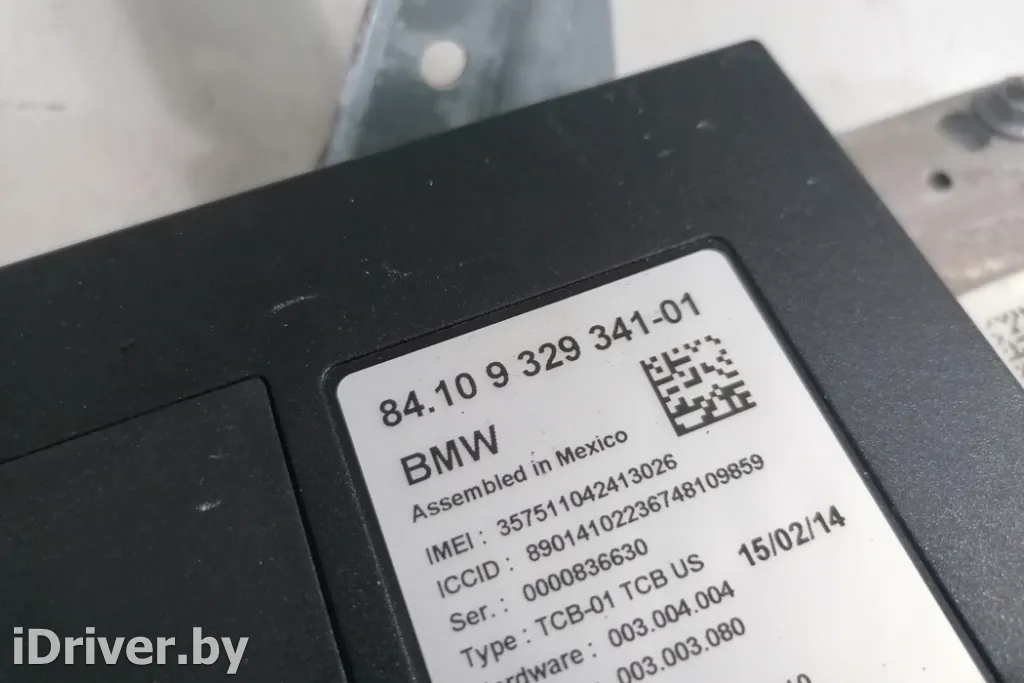 84.10 9 329 341-01
BMW
Assembled in Mexico
IMEI : 357511042413026
ICCID : 89014102236748109859
Ser. : 0000836630
Type : TCB-01 TCB US 15/02/14
: 003.004.004
003.003.080
iDriver.by